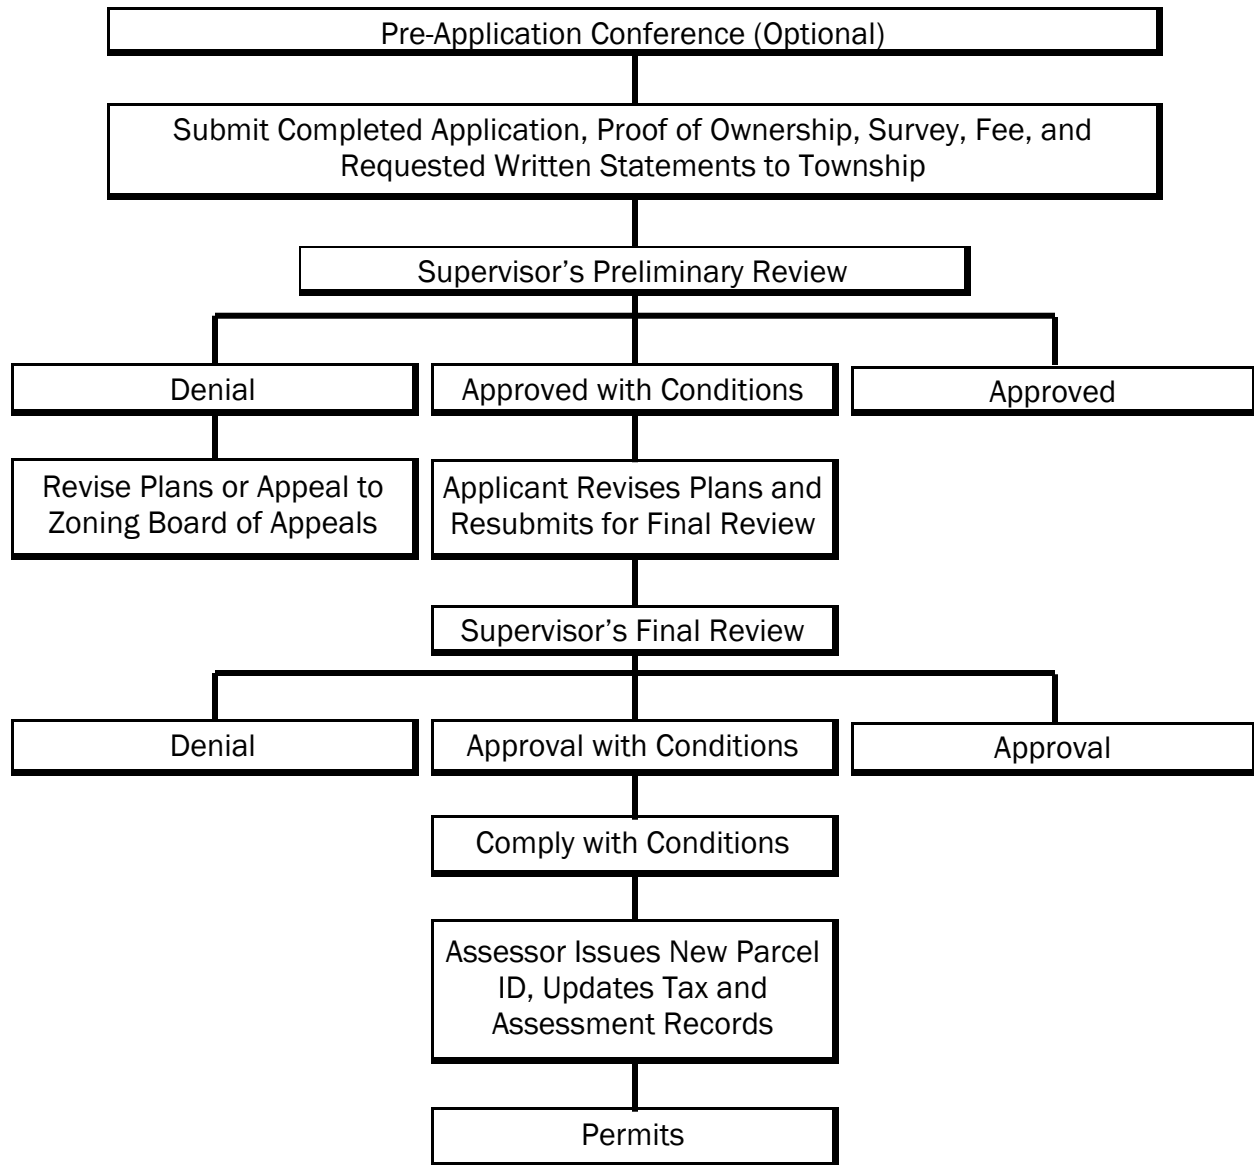 Pre-Application Conference (Optional)
Submit Completed Application, Proof of Ownership, Survey, Fee, and
Requested Written Statements to Township
Supervisor’s Preliminary Review
Denial
Approved with Conditions
Approved
Revise Plans or Appeal to
Zoning Board of Appeals
Applicant Revises Plans and
Resubmits for Final Review
Supervisor’s Final Review
Denial
Approval with Conditions
Approval
Comply with Conditions
Assessor Issues New Parcel
ID, Updates Tax and
Assessment Records
Permits